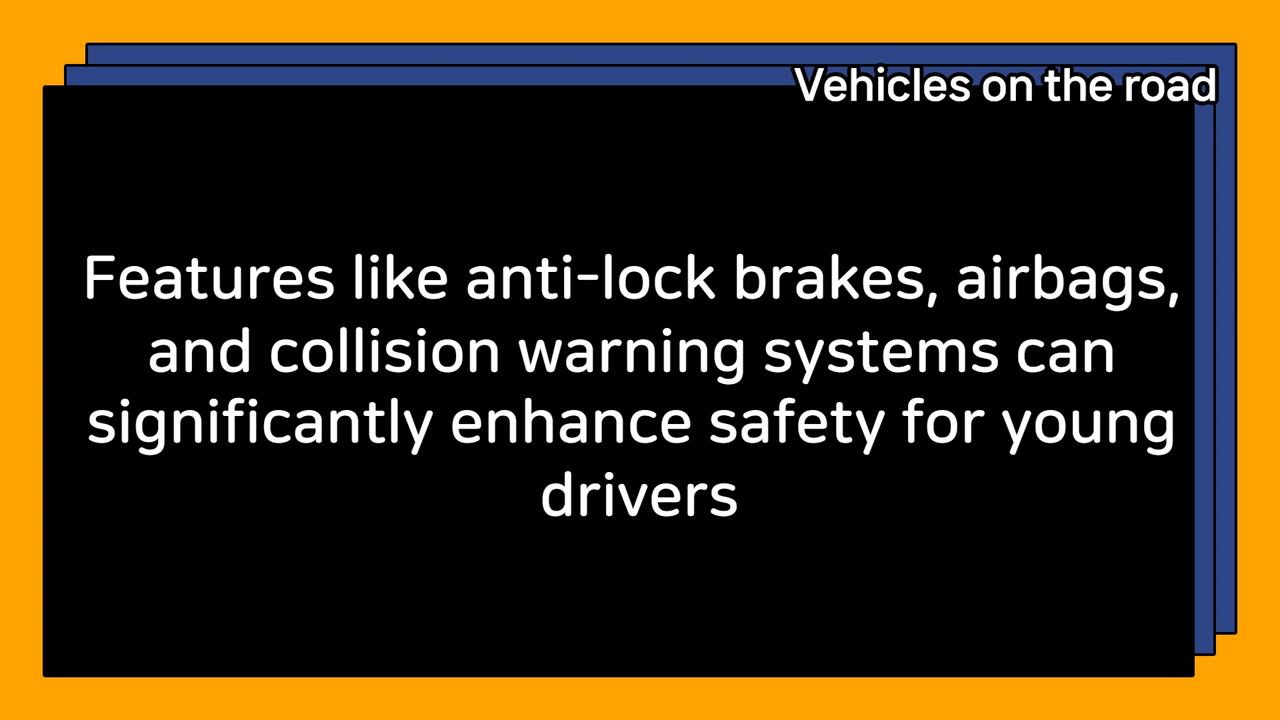 Vehicles on the road
Features like anti-lock brakes, airbags,
and collision warning systems can
significantly enhance safety for young
drivers